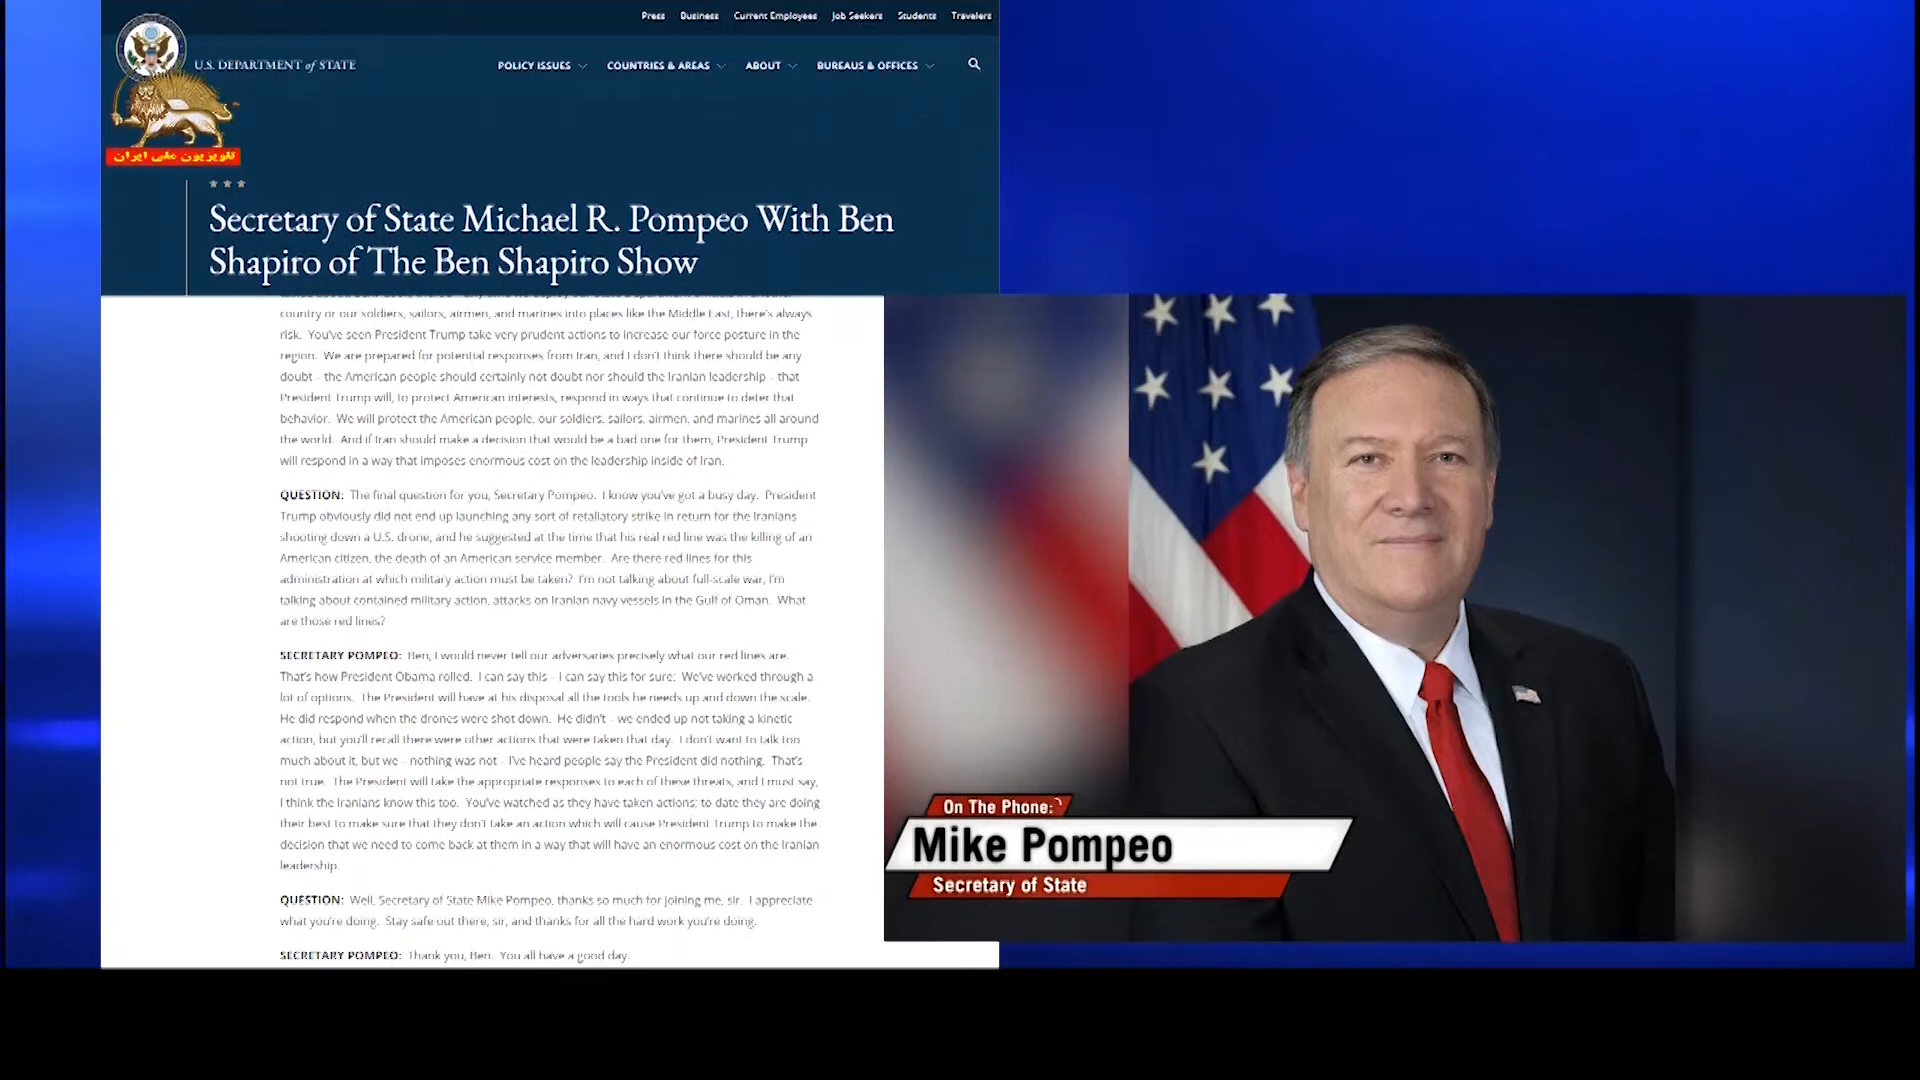 Press Business Current Employees Job Seekers Students Travelers
U.S. DEPARTMENT of STATE
POLICY ISSUES COUNTRIES & AREAS ABOUT BUREAUS & OFFICES
تلویزیون ملی ایران
Secretary of State Michael R. Pompeo With Ben
Shapiro of The Ben Shapiro Show
country or our soldiers, sailors, airmen, and marines into places like the Middle East, there's always
risk. You've seen President Trump take very prudent actions to increase our force posture in the
region. We are prepared for potential responses from Iran, and I don't think there should be any
doubt – the American people should certainly not doubt nor should the Iranian leadership – that
President Trump will, to protect American interests, respond in ways that continue to deter that
behavior. We will protect the American people, our soldiers, sailors, airmen, and marines all around
the world. And if Iran should make a decision that would be a bad one for them, President Trump
will respond in a way that imposes enormous cost on the leadership inside of Iran.
QUESTION: The final question for you, Secretary Pompeo. I know you've got a busy day. President
Trump obviously did not end up launching any sort of retaliatory strike in return for the Iranians
shooting down a U.S. drone, and he suggested at the time that his real red line was the killing of an
American citizen, the death of an American service member. Are there red lines for this
administration at which military action must be taken? I'm not talking about full-scale war, I'm
talking about contained military action, attacks on Iranian navy vessels in the Gulf of Oman. What
are those red lines?
SECRETARY POMPEO: Ben, I would never tell our adversaries precisely what our red lines are.
That's how President Obama rolled. I can say this – I can say this for sure: We've worked through a
lot of options. The President will have at his disposal all the tools he needs up and down the scale.
He did respond when the drones were shot down. He didn't – we ended up not taking a kinetic
action, but you'll recall there were other actions that were taken that day. I don't want to talk too
much about it, but we – nothing was not – I've heard people say the President did nothing. That's
not true. The President will take the appropriate responses to each of these threats, and I must say,
I think the Iranians know this too. You've watched as they have taken actions; to date they are doing
their best to make sure that they don't take an action which will cause President Trump to make the
decision that we need to come back at them in a way that will have an enormous cost on the Iranian
leadership.
QUESTION: Well, Secretary of State Mike Pompeo, thanks so much for joining me, sir. I appreciate
what you're doing. Stay safe out there, sir, and thanks for all the hard work you're doing.
SECRETARY POMPEO: Thank you, Ben. You all have a good day.
On The Phone:
Mike Pompeo
Secretary of State